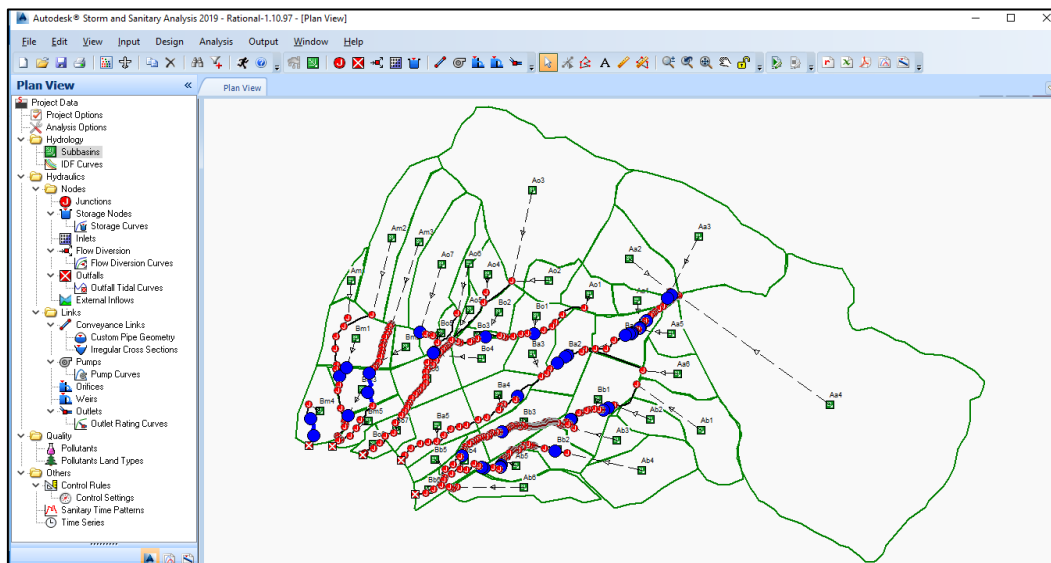 Autodesk® Storm and Sanitary Analysis 2019 - Rational-1.10.97 - [Plan View]
File Edit View Input Design Analysis Output Window Help
Plan View
Plan View
Project Data
Project Options
Analysis Options
Hydrology
Subbasins
IDF Curves
Hydraulics
Nodes
Junctions
Storage Nodes
Storage Curves
Inlets
Flow Diversion
Flow Diversion Curves
Outfalls
Outfall Tidal Curves
External Inflows
Links
Conveyance Links
Custom Pipe Geometry
Irregular Cross Sections
Pumps
Pump Curves
Orifices
Weirs
Outlets
Outlet Rating Curves
Quality
Pollutants
Pollutants Land Types
Others
Control Rules
Control Settings
Sanitary Time Patterns
Time Series
Ao3
Aa3
Am2
Am3
Aa2
Ao6
Ao7
Ao4
Ao2
Ao1
Bo2
Bo1
Bm1
Bo3
Aa5
Bo4
Ba3
Ba2
Aa6
Ba4
Bb1
Aa4
Bm4
Bm5
Ba5
Bb3
Ab2
Ab1
Ab3
Bb2
Bb5
Ab5
Ab4
Ab6